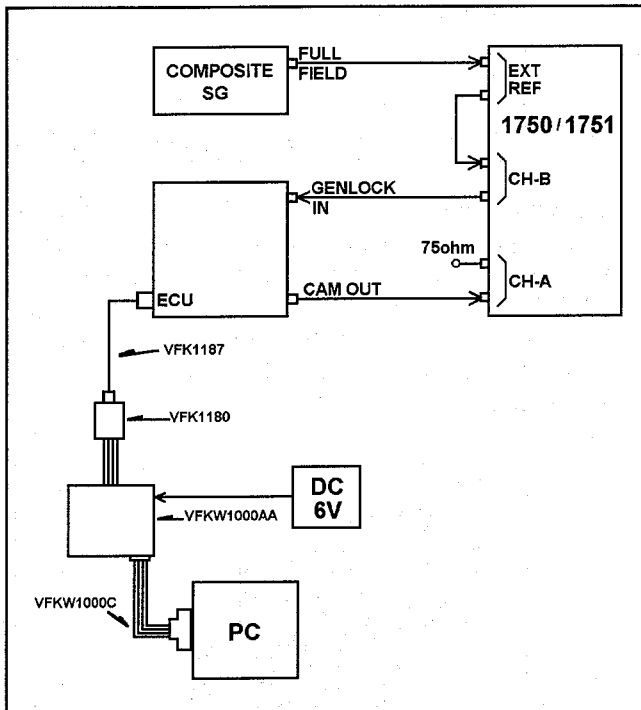 COMPOSITE
SG
FULL
FIELD
EXT
REF
1750 / 1751
CH-B
GENLOCK
IN
75ohm
CH-A
CAM OUT
ECU
VFK1187
VFK1180
DC
6V
VFKW1000AA
VFKW1000C
PC